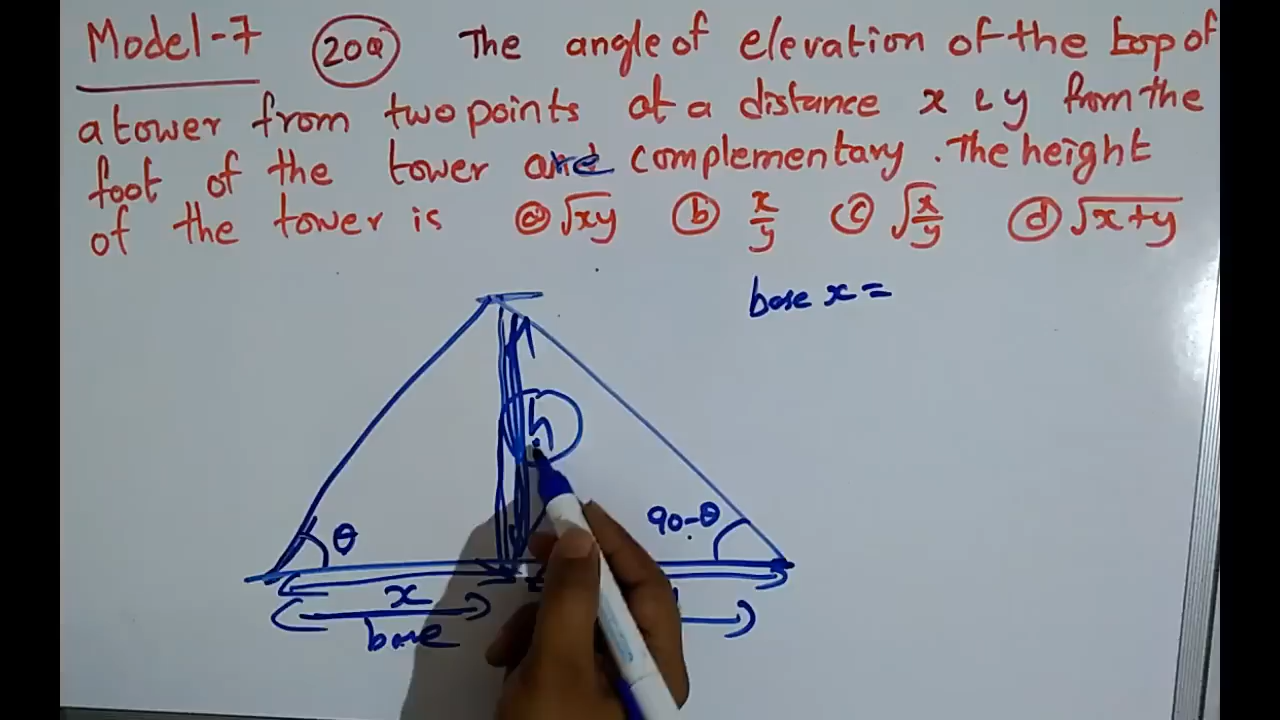 Model-7 20Q The angle of elevation of the top of
a tower from two points at a distance x & y from the
foot of the tower are complementary. The height
of the tower is ⓐ √xy ⓑ x/y ⓒ √x/y ⓓ √x+y
base x =
h
θ
90-θ
x
base